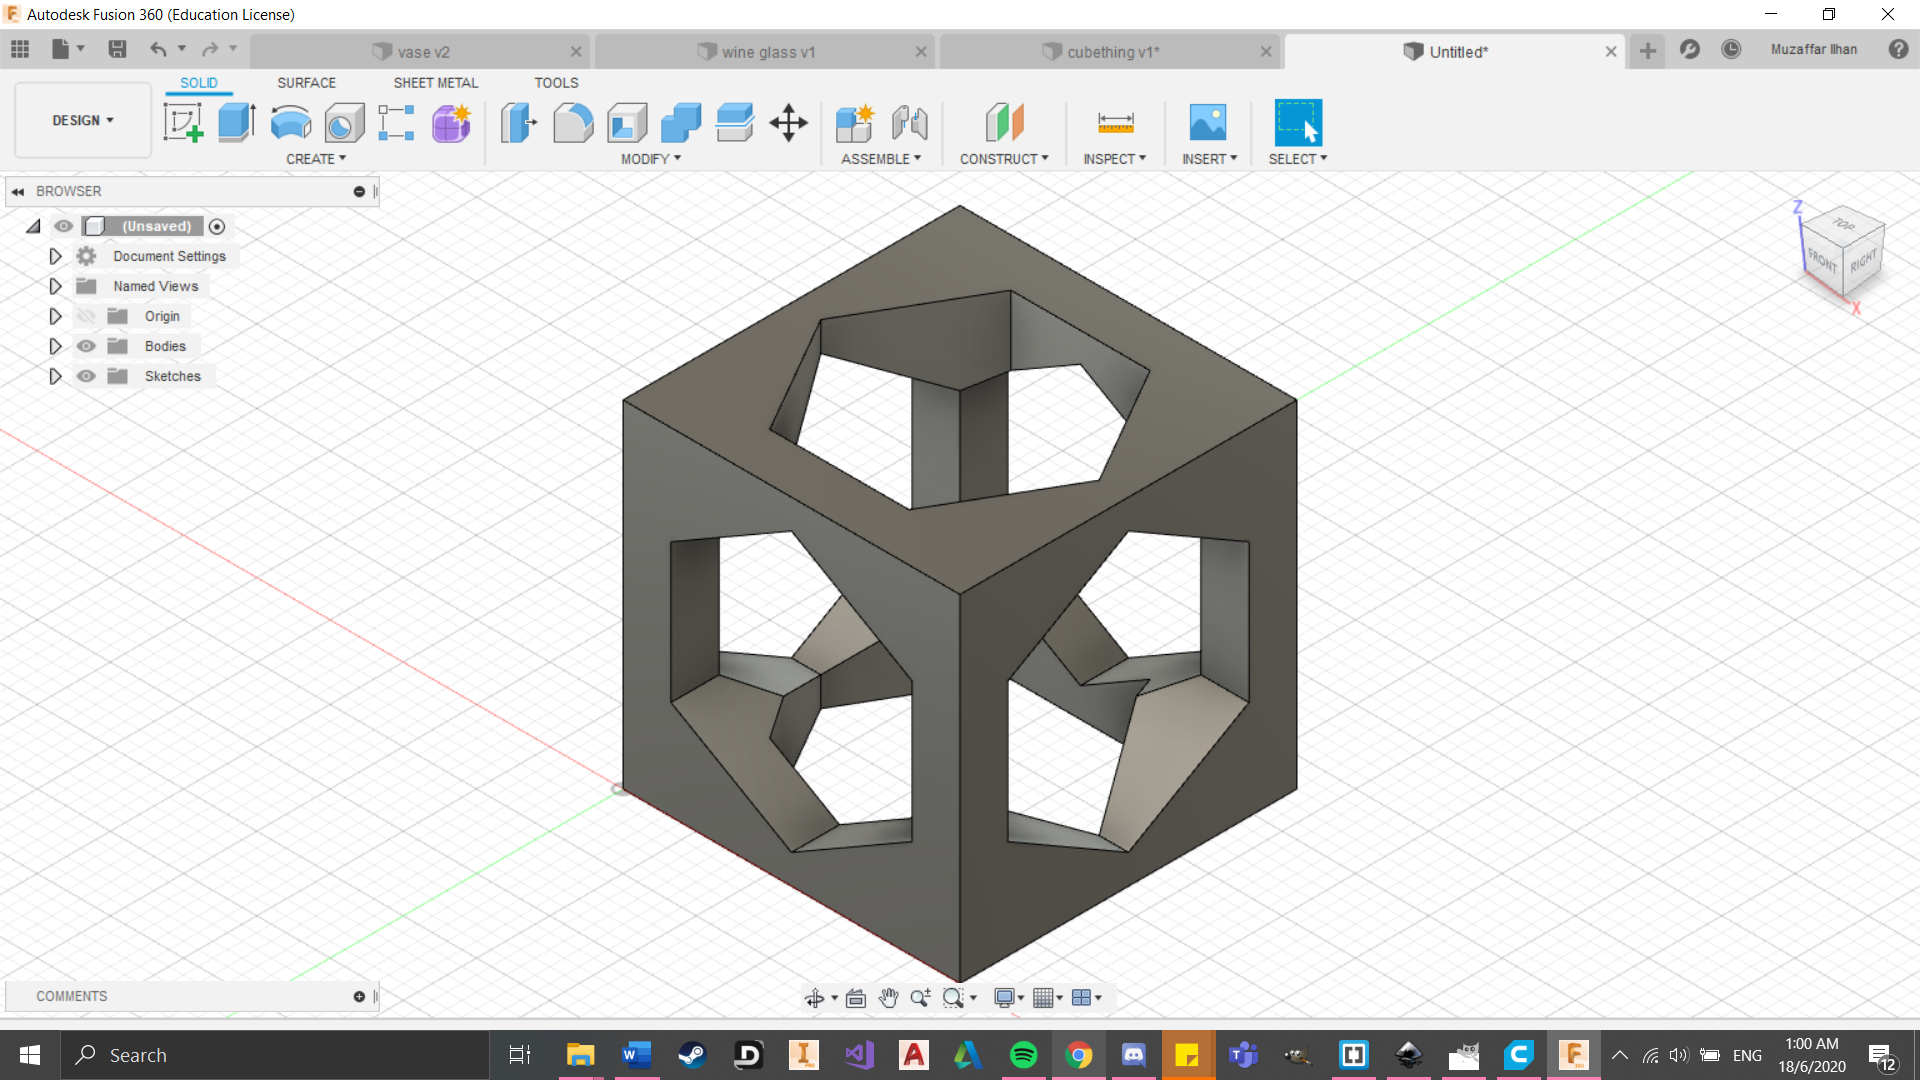 Autodesk Fusion 360 (Education License)
vase v2
wine glass v1
cubething v1*
Untitled*
Muzaffar Ilhan
SOLID
SURFACE
SHEET METAL
TOOLS
DESIGN
CREATE
MODIFY
ASSEMBLE
CONSTRUCT
INSPECT
INSERT
SELECT
BROWSER
(Unsaved)
Document Settings
Named Views
Origin
Bodies
Sketches
Z
TOP
FRONT
RIGHT
X
COMMENTS
Search
ENG
1:00 AM
18/6/2020
12